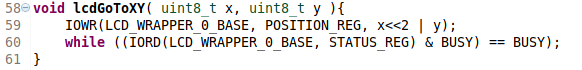 58 void lcdGoToXY( uint8_t x, uint8_t y ){
59 IOWR(LCD_WRAPPER_0_BASE, POSITION_REG, x<<2 | y);
60 while ((IORD(LCD_WRAPPER_0_BASE, STATUS_REG) & BUSY) == BUSY);
61 }